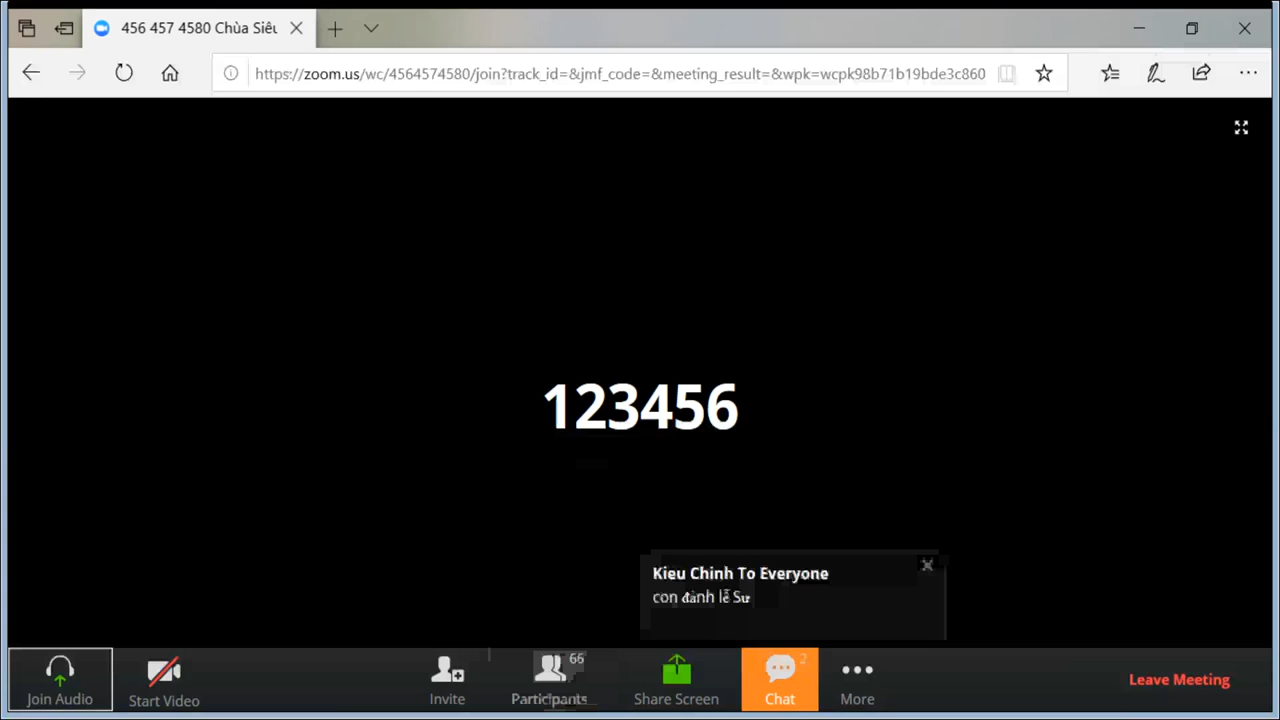 456 457 4580 Chùa Siêu
https://zoom.us/wc/4564574580/join?track_id=&jmf_code=&meeting_result=&wpk=wcpk98b71b19bde3c860
123456
Kieu Chinh To Everyone
con đảnh lễ Sư
66
2
Join Audio
Start Video
Invite
Participants
Share Screen
Chat
More
Leave Meeting